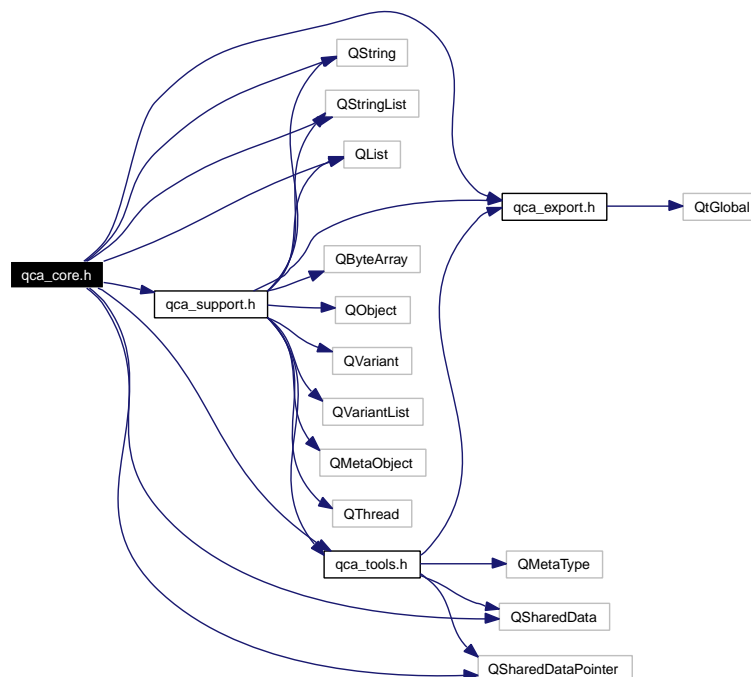 QString
QStringList
QList
qca_export.h
QtGlobal
qca_core.h
QByteArray
qca_support.h
QObject
QVariant
QVariantList
QMetaObject
QThread
qca_tools.h
QMetaType
QSharedData
QSharedDataPointer